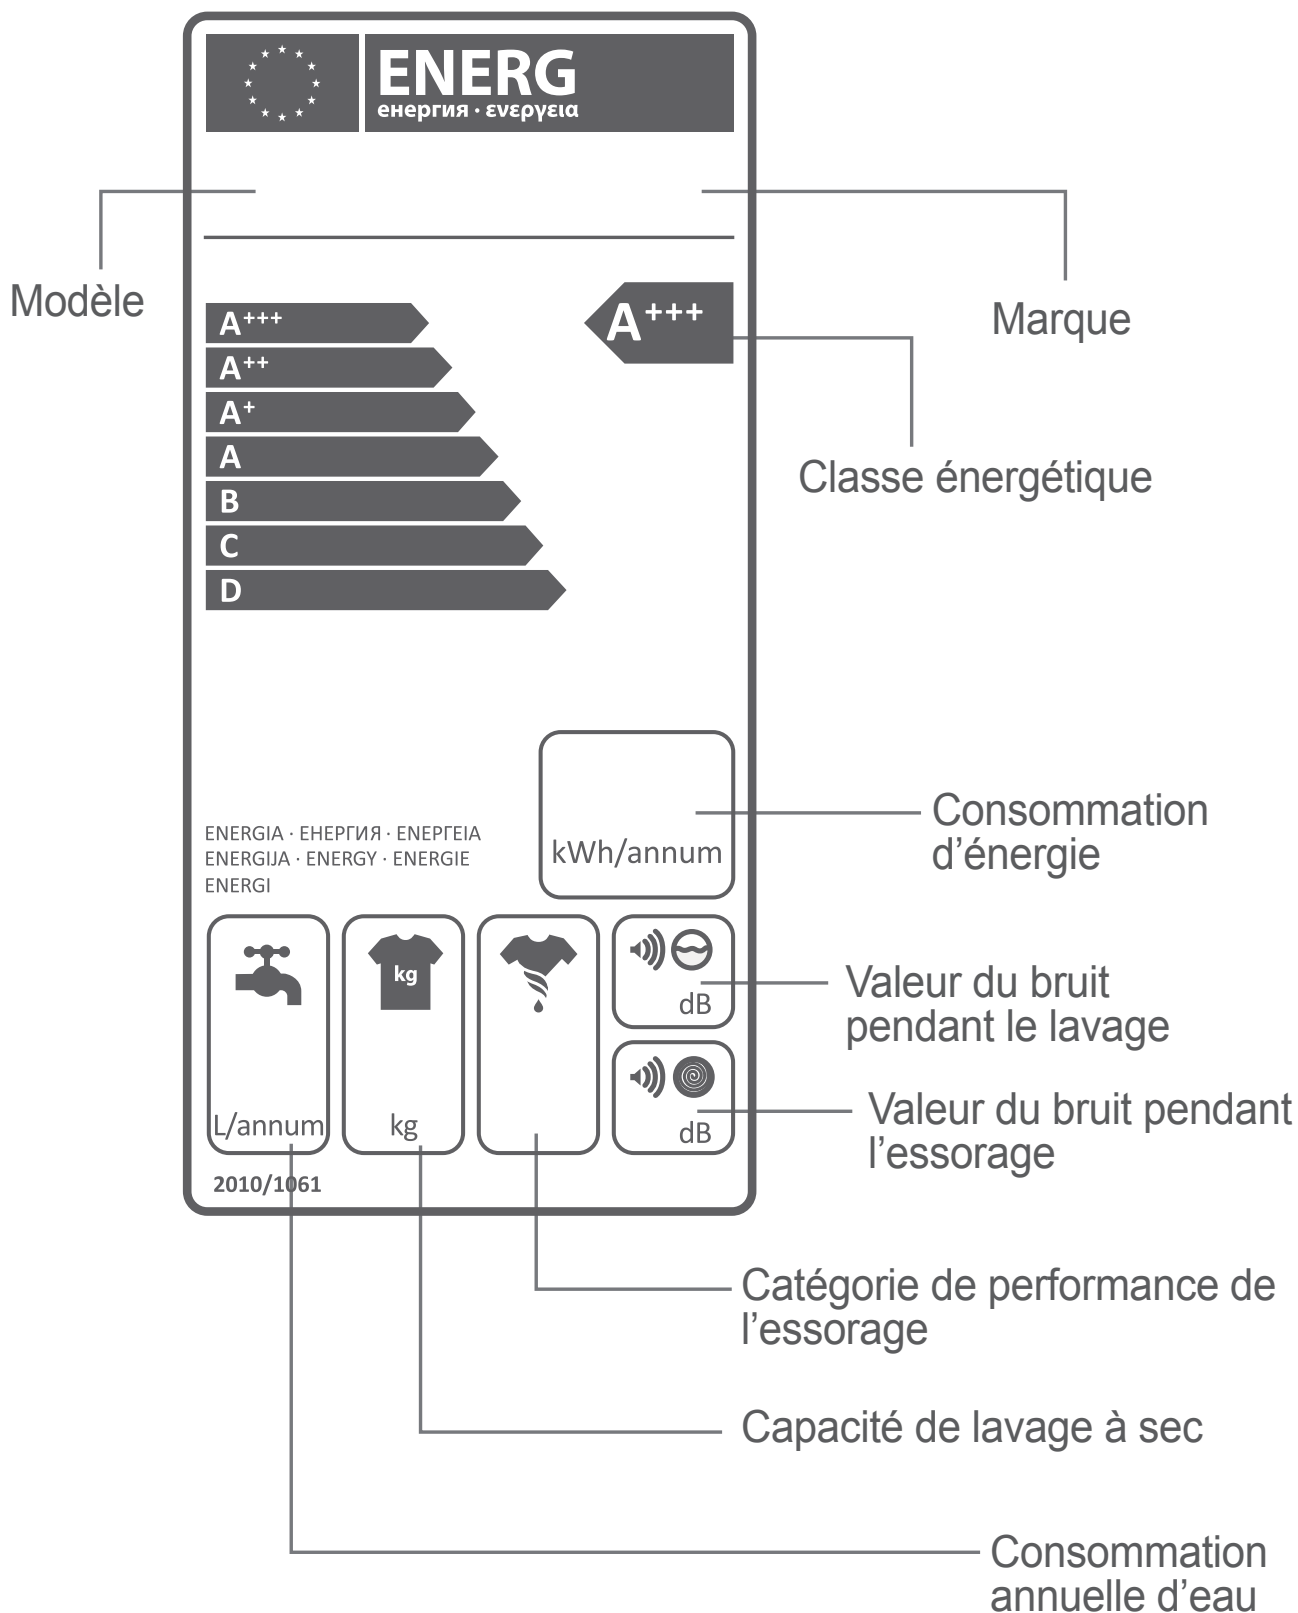 ENERG
енергия · ενεργεια
Modèle
Marque
A+++
A+++
A++
A+
A
B
C
D
Classe énergétique
ENERGIA · ЕНЕРГИЯ · ΕΝΕΡΓΕΙΑ
ENERGIJA · ENERGY · ENERGIE
ENERGI
kWh/annum
Consommation
d’énergie
L/annum
kg
kg
dB
Valeur du bruit
pendant le lavage
dB
Valeur du bruit pendant
l’essorage
2010/1061
Catégorie de performance de
l’essorage
Capacité de lavage à sec
Consommation
annuelle d’eau